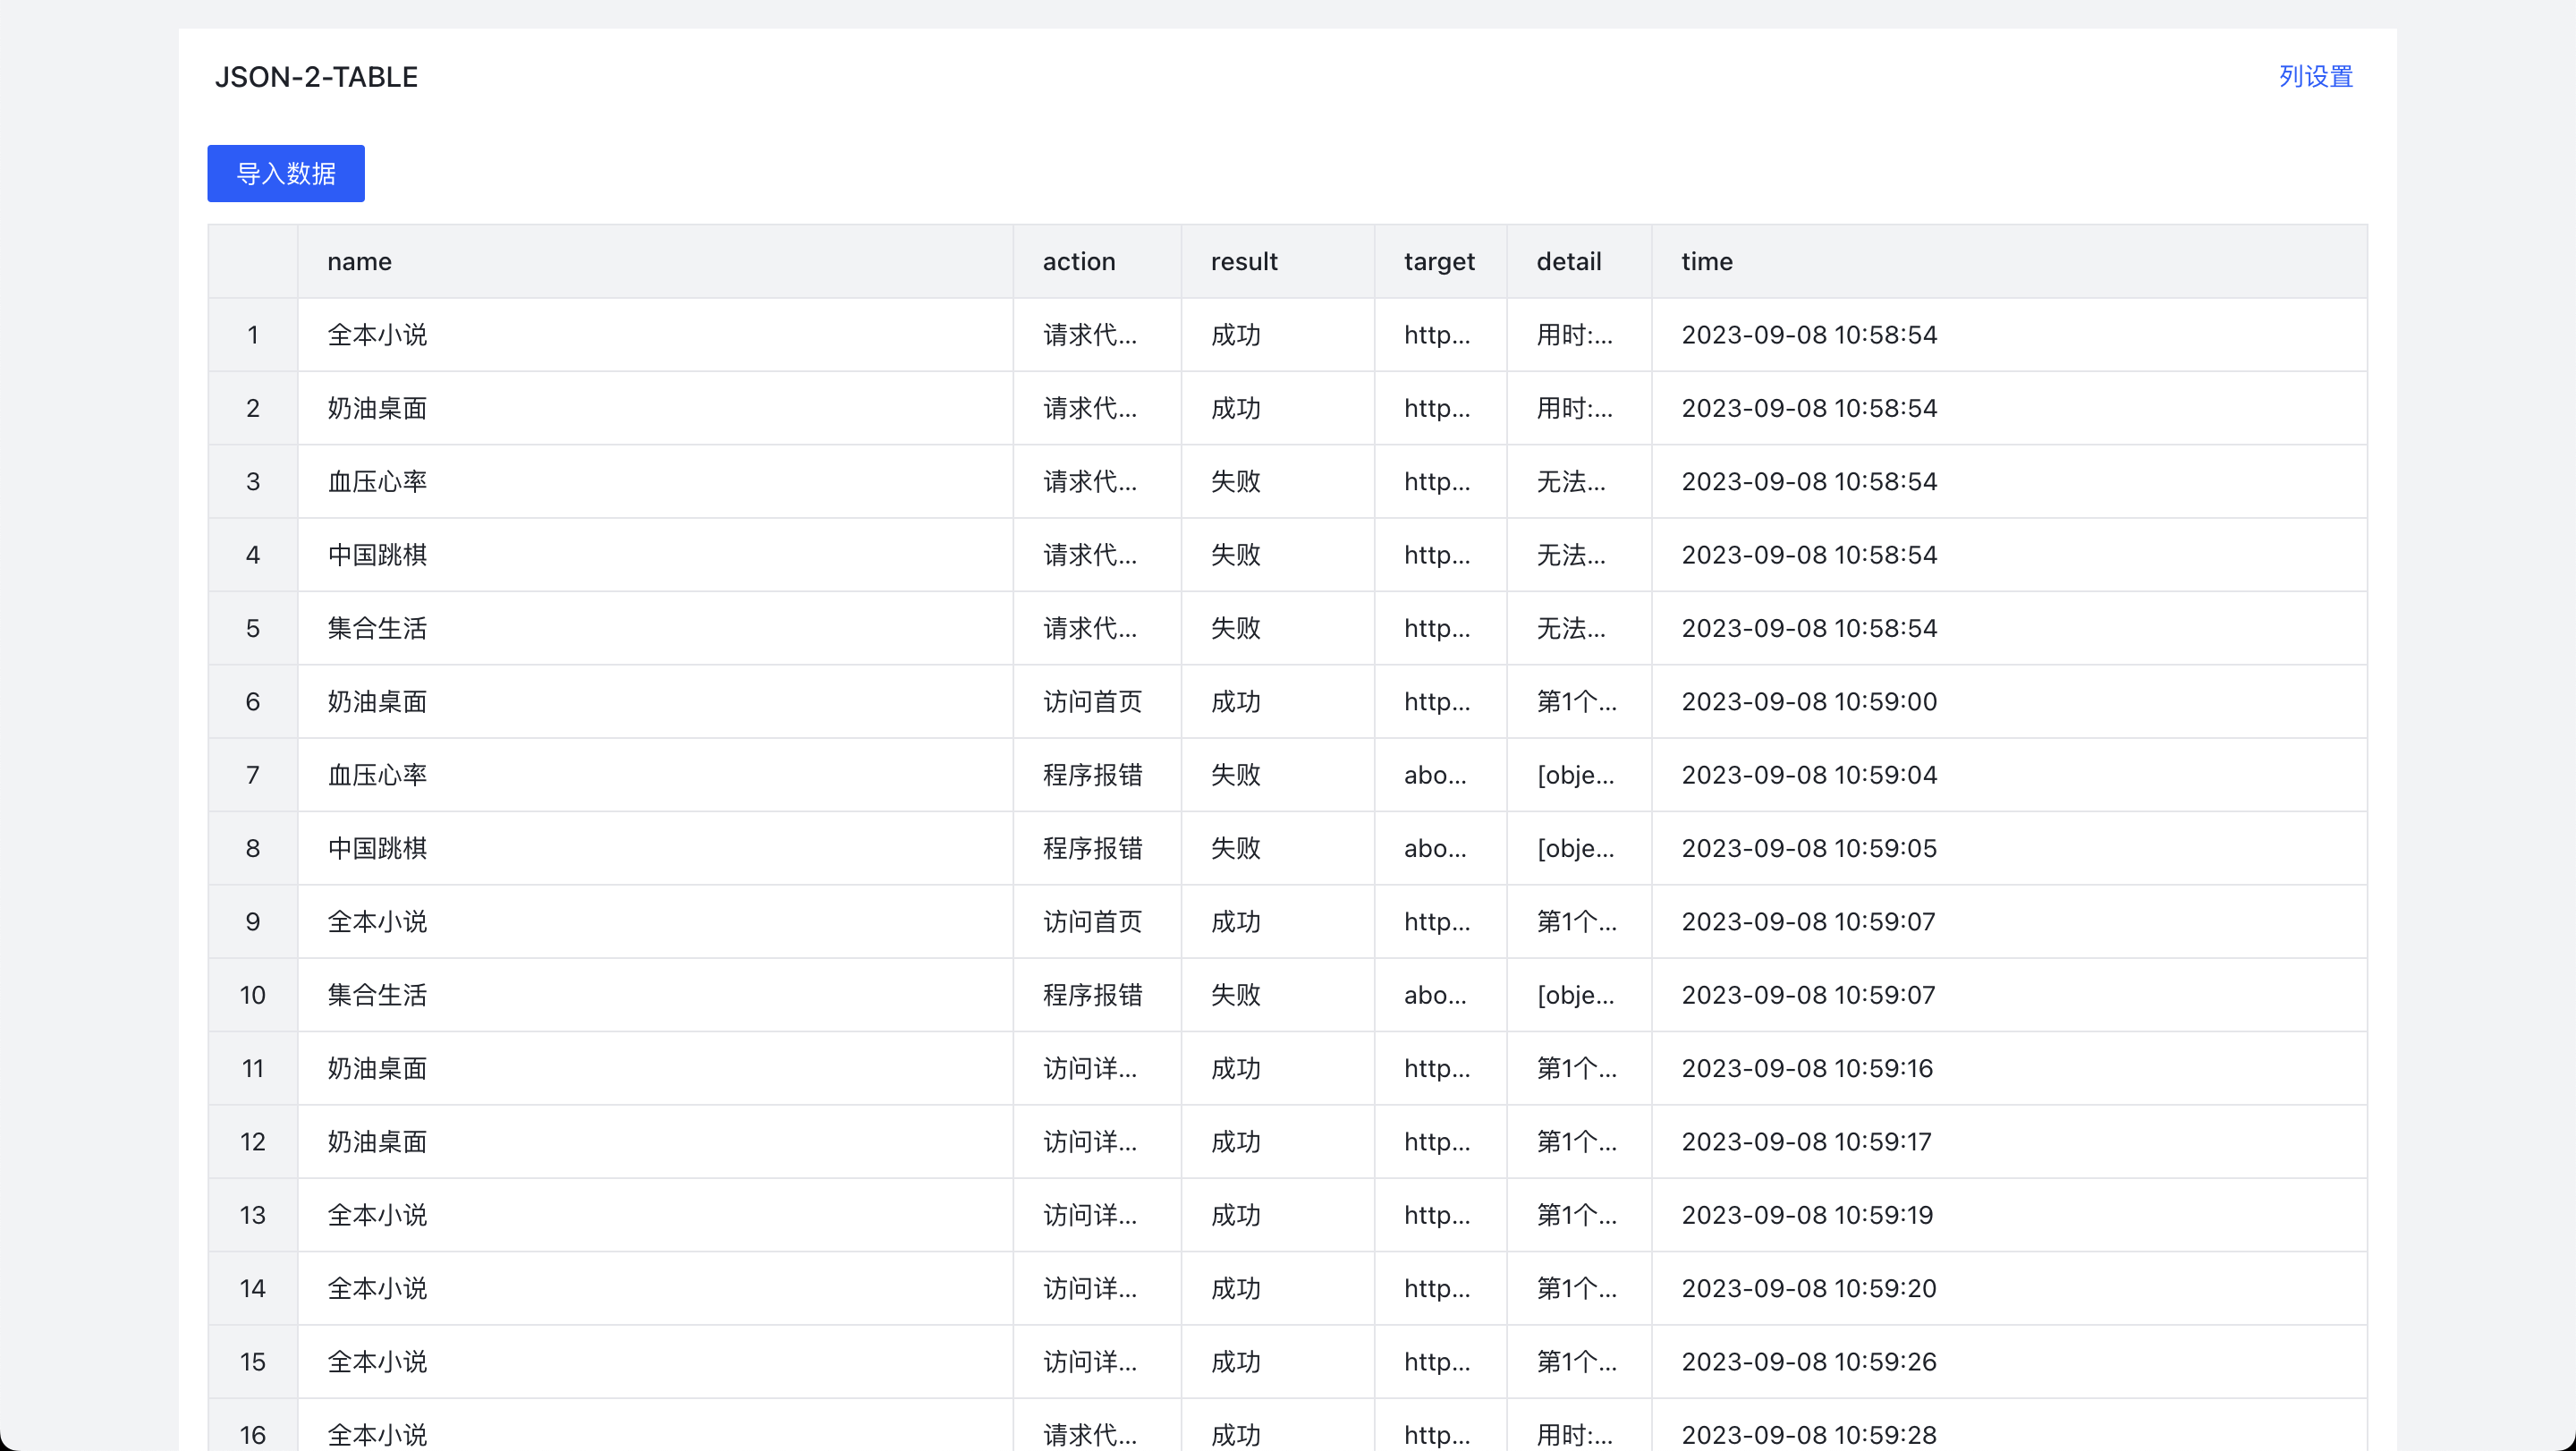 JSON-2-TABLE 列设置
导入数据
name action result target detail time
1 全本小说 请求代... 成功 http... 用时:... 2023-09-08 10:58:54
2 奶油桌面 请求代... 成功 http... 用时:... 2023-09-08 10:58:54
3 血压心率 请求代... 失败 http... 无法... 2023-09-08 10:58:54
4 中国跳棋 请求代... 失败 http... 无法... 2023-09-08 10:58:54
5 集合生活 请求代... 失败 http... 无法... 2023-09-08 10:58:54
6 奶油桌面 访问首页 成功 http... 第1个... 2023-09-08 10:59:00
7 血压心率 程序报错 失败 abo... [obje... 2023-09-08 10:59:04
8 中国跳棋 程序报错 失败 abo... [obje... 2023-09-08 10:59:05
9 全本小说 访问首页 成功 http... 第1个... 2023-09-08 10:59:07
10 集合生活 程序报错 失败 abo... [obje... 2023-09-08 10:59:07
11 奶油桌面 访问详... 成功 http... 第1个... 2023-09-08 10:59:16
12 奶油桌面 访问详... 成功 http... 第1个... 2023-09-08 10:59:17
13 全本小说 访问详... 成功 http... 第1个... 2023-09-08 10:59:19
14 全本小说 访问详... 成功 http... 第1个... 2023-09-08 10:59:20
15 全本小说 访问详... 成功 http... 第1个... 2023-09-08 10:59:26
16 全本小说 请求代... 成功 http... 用时:... 2023-09-08 10:59:28